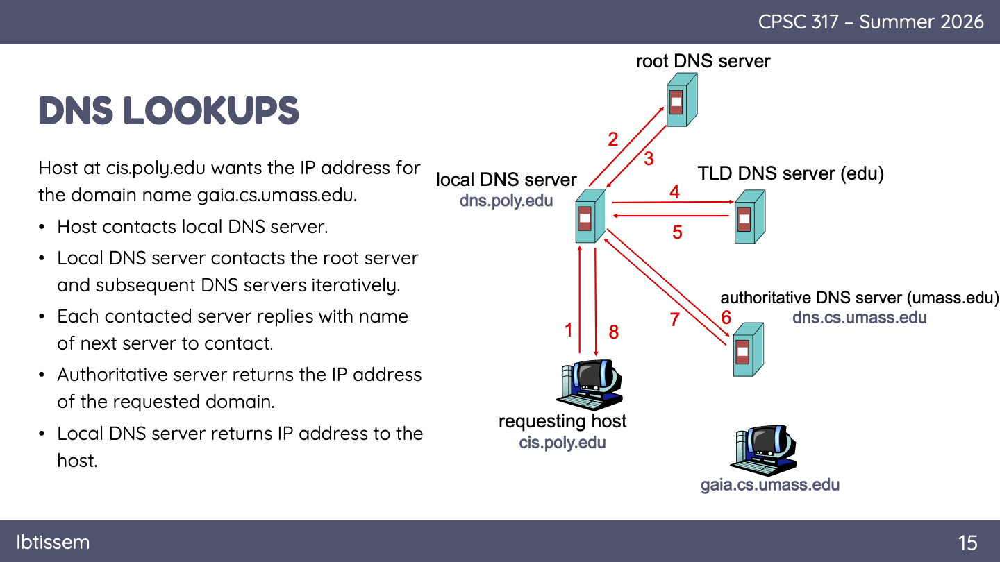 CPSC 317 – Summer 2026
DNS LOOKUPS
Host at cis.poly.edu wants the IP address for
the domain name gaia.cs.umass.edu.
• Host contacts local DNS server.
• Local DNS server contacts the root server
and subsequent DNS servers iteratively.
• Each contacted server replies with name
of next server to contact.
• Authoritative server returns the IP address
of the requested domain.
• Local DNS server returns IP address to the
host.
root DNS server
2
3
local DNS server
dns.poly.edu
TLD DNS server (edu)
4
5
authoritative DNS server (umass.edu)
dns.cs.umass.edu
7
6
1
8
requesting host
cis.poly.edu
gaia.cs.umass.edu
Ibtissem
15